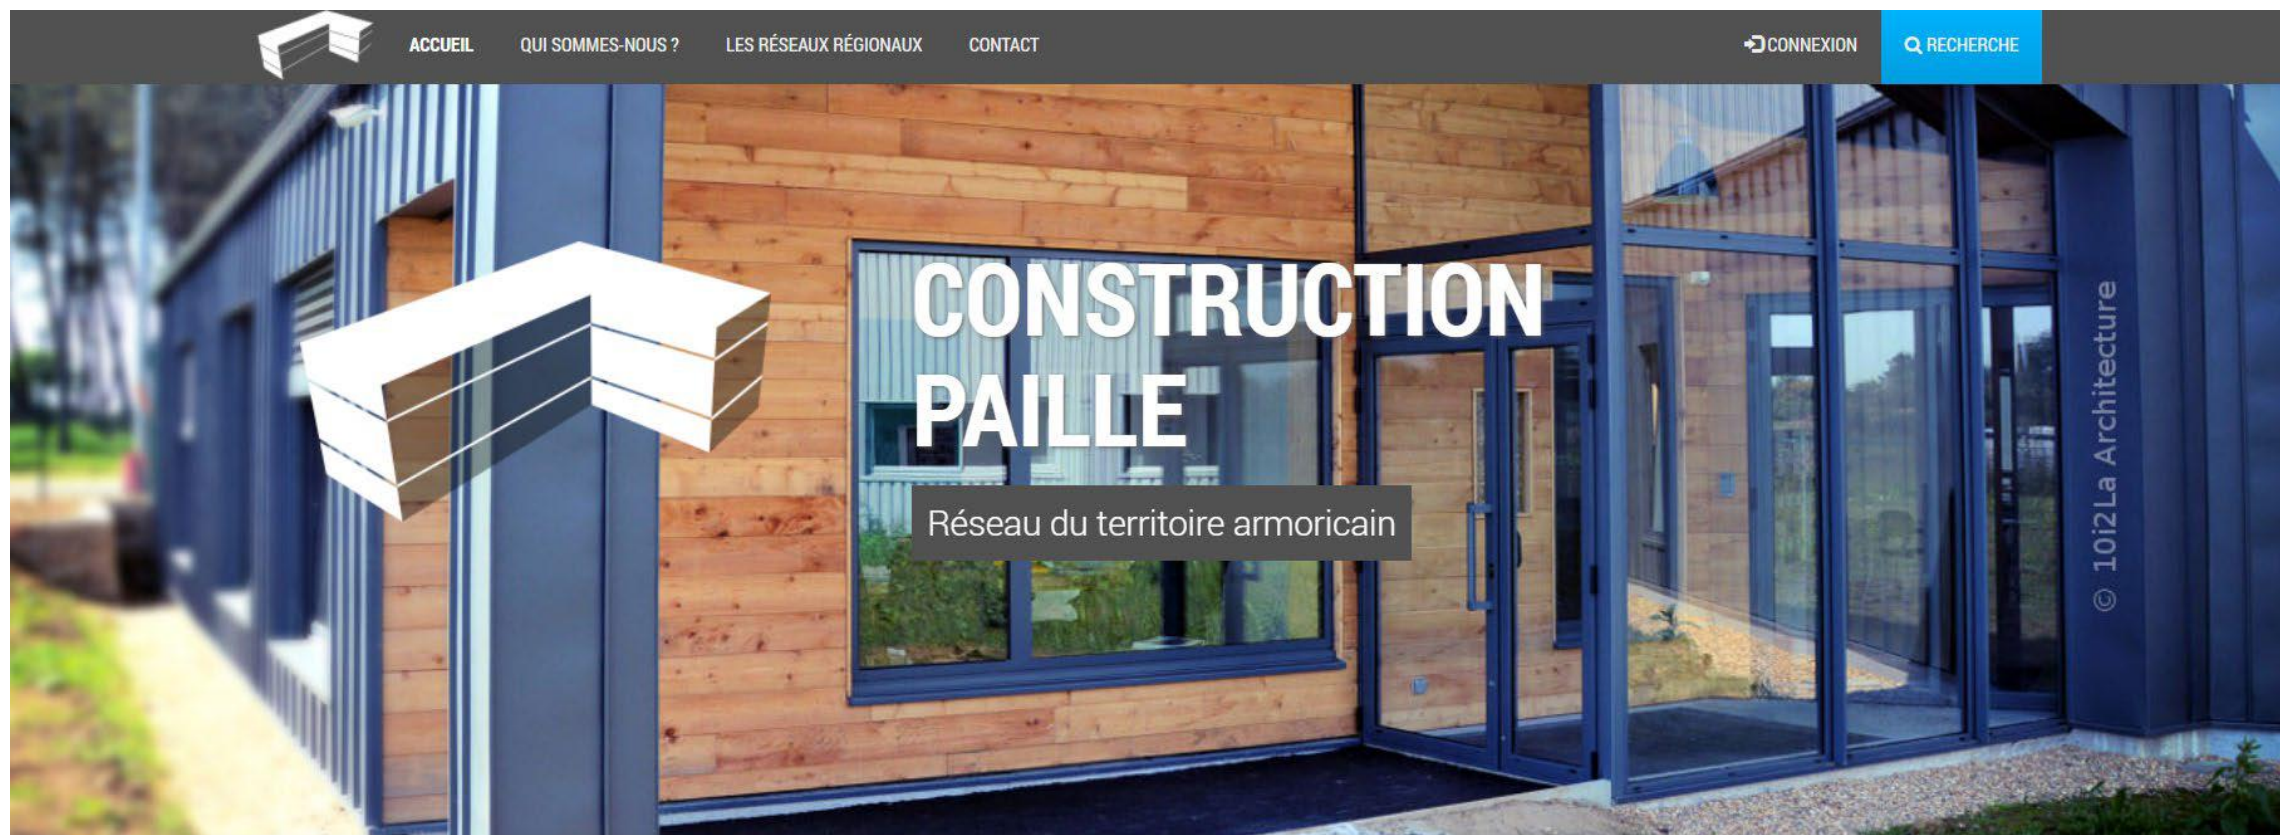 ACCUEIL QUI SOMMES-NOUS ? LES RÉSEAUX RÉGIONAUX CONTACT CONNEXION RECHERCHE
CONSTRUCTION
PAILLE
Réseau du territoire armoricain
© 10i2La Architecture